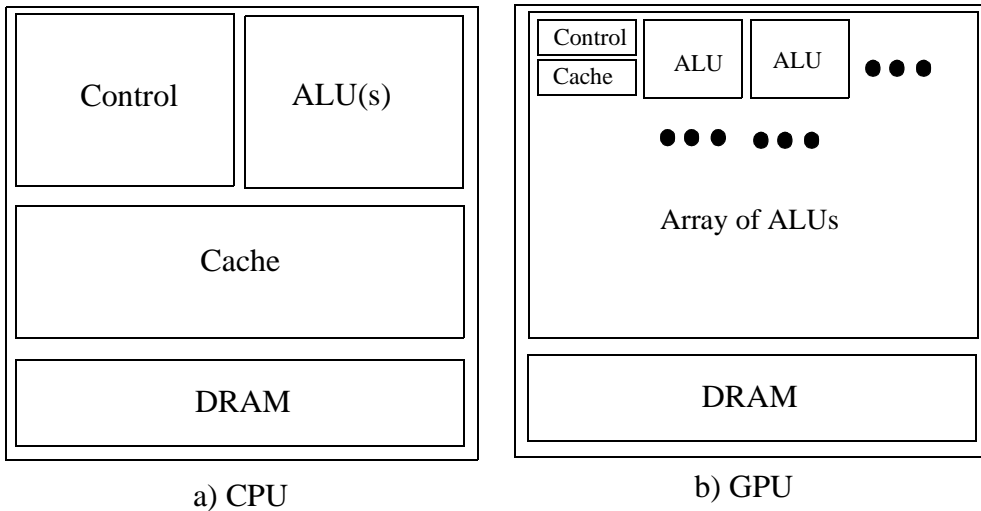 Control
ALU(s)
Cache
DRAM
a) CPU
Control
Cache
ALU
ALU
Array of ALUs
DRAM
b) GPU